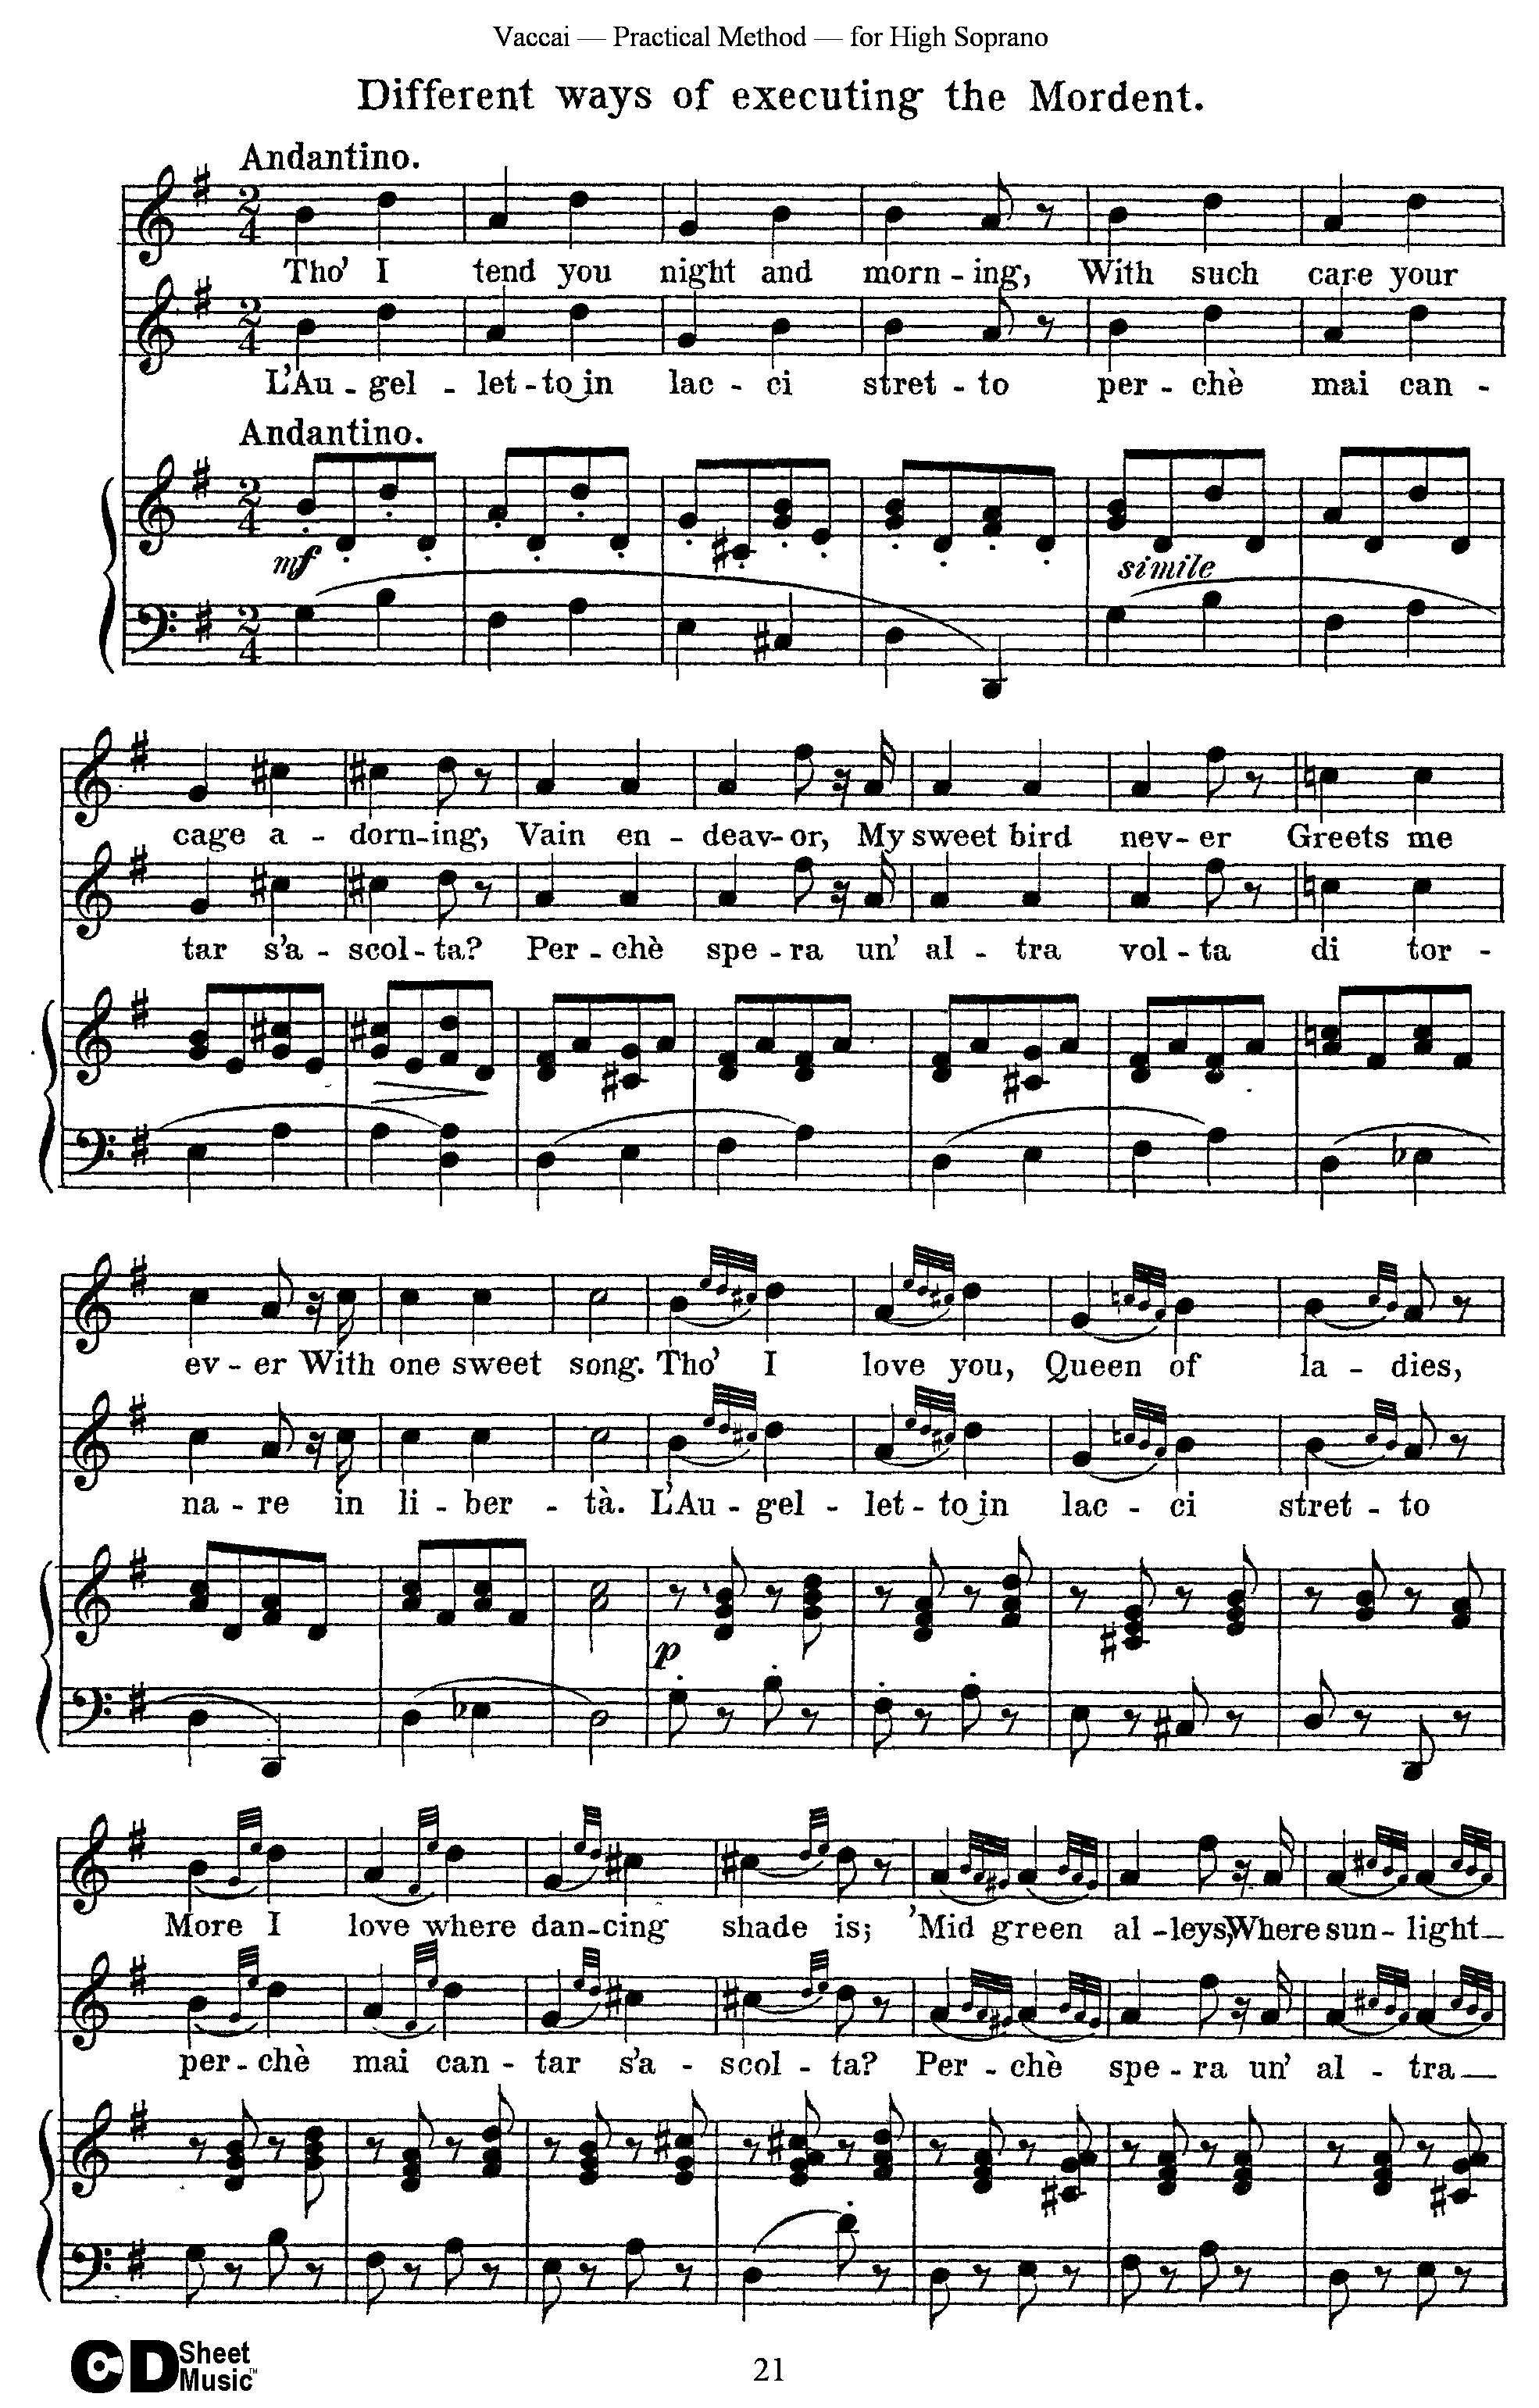 Vaccai — Practical Method — for High Soprano
Different ways of executing the Mordent.
Andantino.
Tho' I tend you night and morn - ing, With such care your
L'Au - gel - let - to in lac - ci stret - to per - chè mai can -
Andantino.
mf
simile
cage a - dorn - ing, Vain en - deav - or, My sweet bird nev - er Greets me
tar s'a - scol - ta? Per - chè spe - ra un' al - tra vol - ta di tor -
ev - er With one sweet song. Tho' I love you, Queen of la - dies,
na - re in li - ber - tà. L'Au - gel - let - to in lac - ci stret - to
p
More I love where dan - cing shade is; 'Mid green al - leys, Where sun - light
per - chè mai can - tar s'a - scol - ta? Per - chè spe - ra un' al - tra
CD Sheet
Music™
21